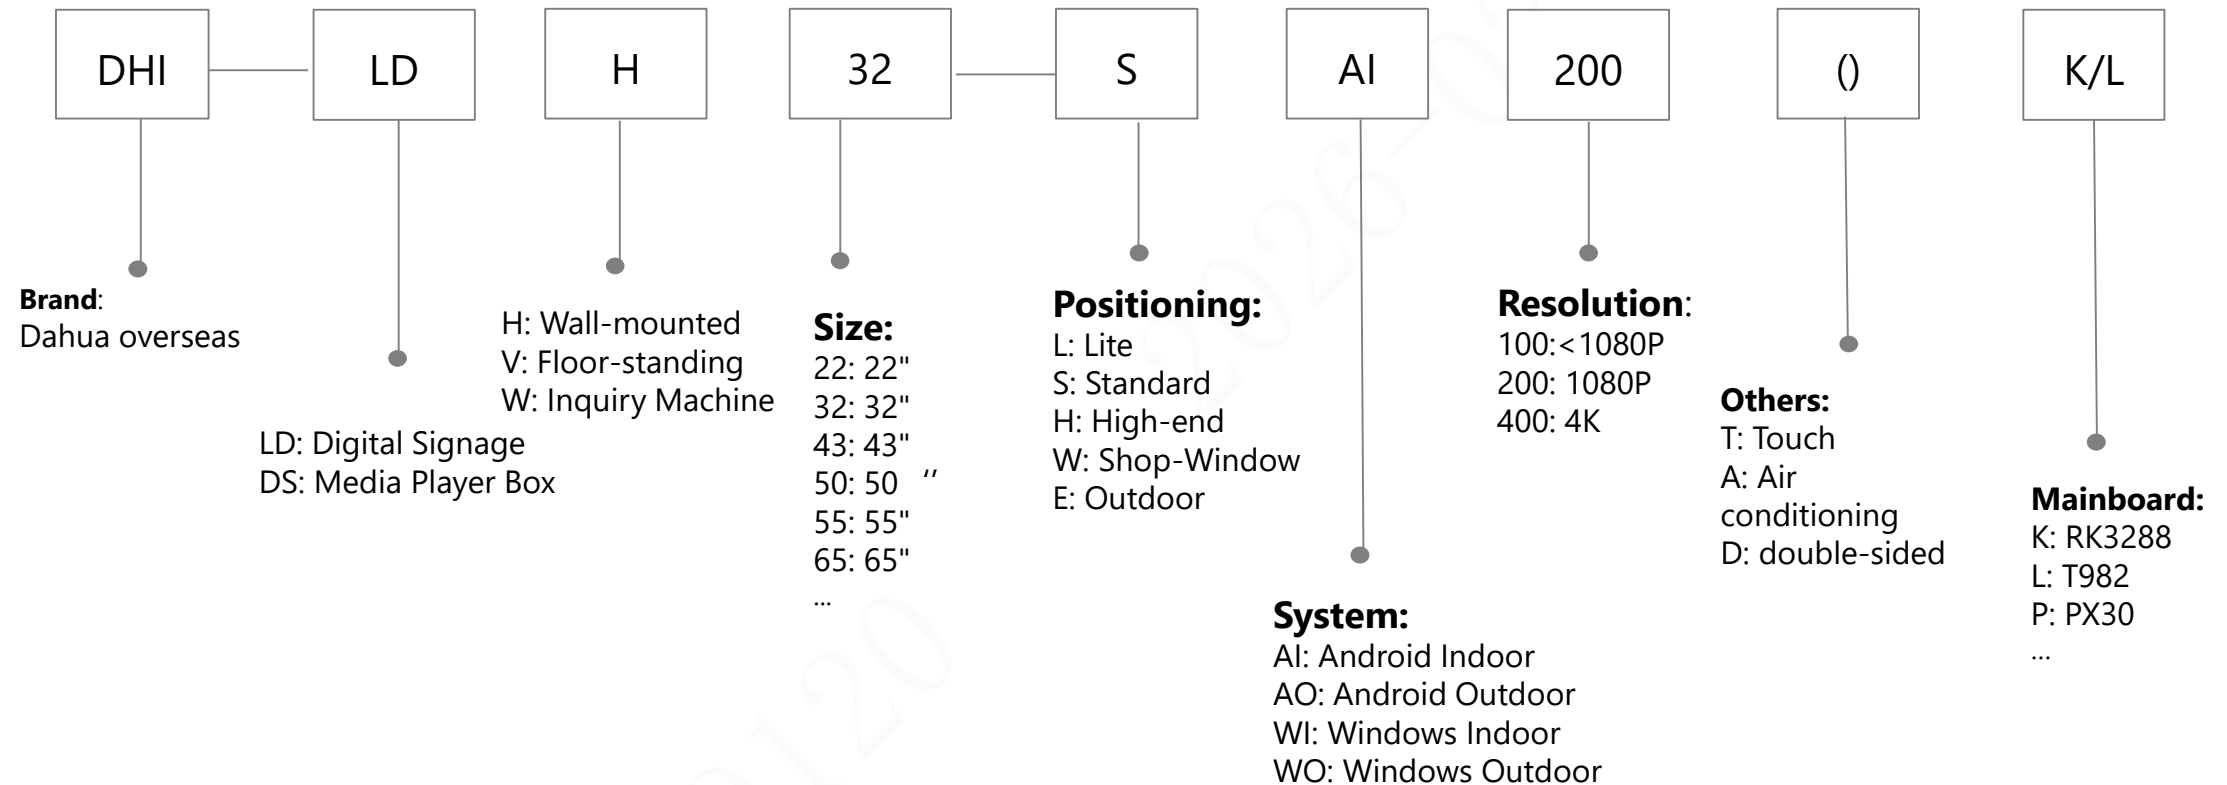 DHI LD H 32 S AI 200 () K/L
Brand:
Dahua overseas
LD: Digital Signage
DS: Media Player Box
H: Wall-mounted
V: Floor-standing
W: Inquiry Machine
Size:
22: 22"
32: 32"
43: 43"
50: 50 ‘’
55: 55"
65: 65"
...
Positioning:
L: Lite
S: Standard
H: High-end
W: Shop-Window
E: Outdoor
System:
AI: Android Indoor
AO: Android Outdoor
WI: Windows Indoor
WO: Windows Outdoor
Resolution:
100:<1080P
200: 1080P
400: 4K
Others:
T: Touch
A: Air
conditioning
D: double-sided
Mainboard:
K: RK3288
L: T982
P: PX30
...